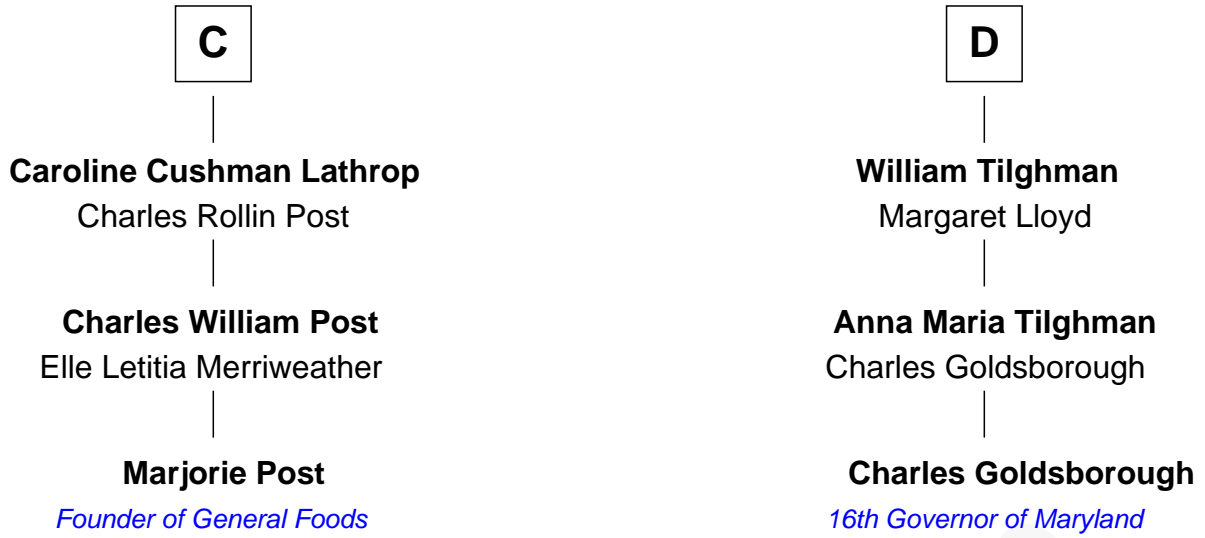 C
Caroline Cushman Lathrop
Charles Rollin Post
Charles William Post
Elle Letitia Merriweather
Marjorie Post
Founder of General Foods
D
William Tilghman
Margaret Lloyd
Anna Maria Tilghman
Charles Goldsborough
Charles Goldsborough
16th Governor of Maryland